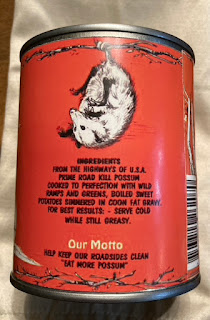 INGREDIENTS
FROM THE HIGHWAYS OF U.S.A.
PRIME ROAD KILL POSSUM
COOKED TO PERFECTION WITH WILD
RAMPS AND GREENS, BOILED SWEET
POTATOES SIMMERED IN COON FAT GRAVY.
FOR BEST RESULTS: - SERVE COLD
WHILE STILL GREASY.
Our Motto
HELP KEEP OUR ROADSIDES CLEAN
"EAT MORE POSSUM"